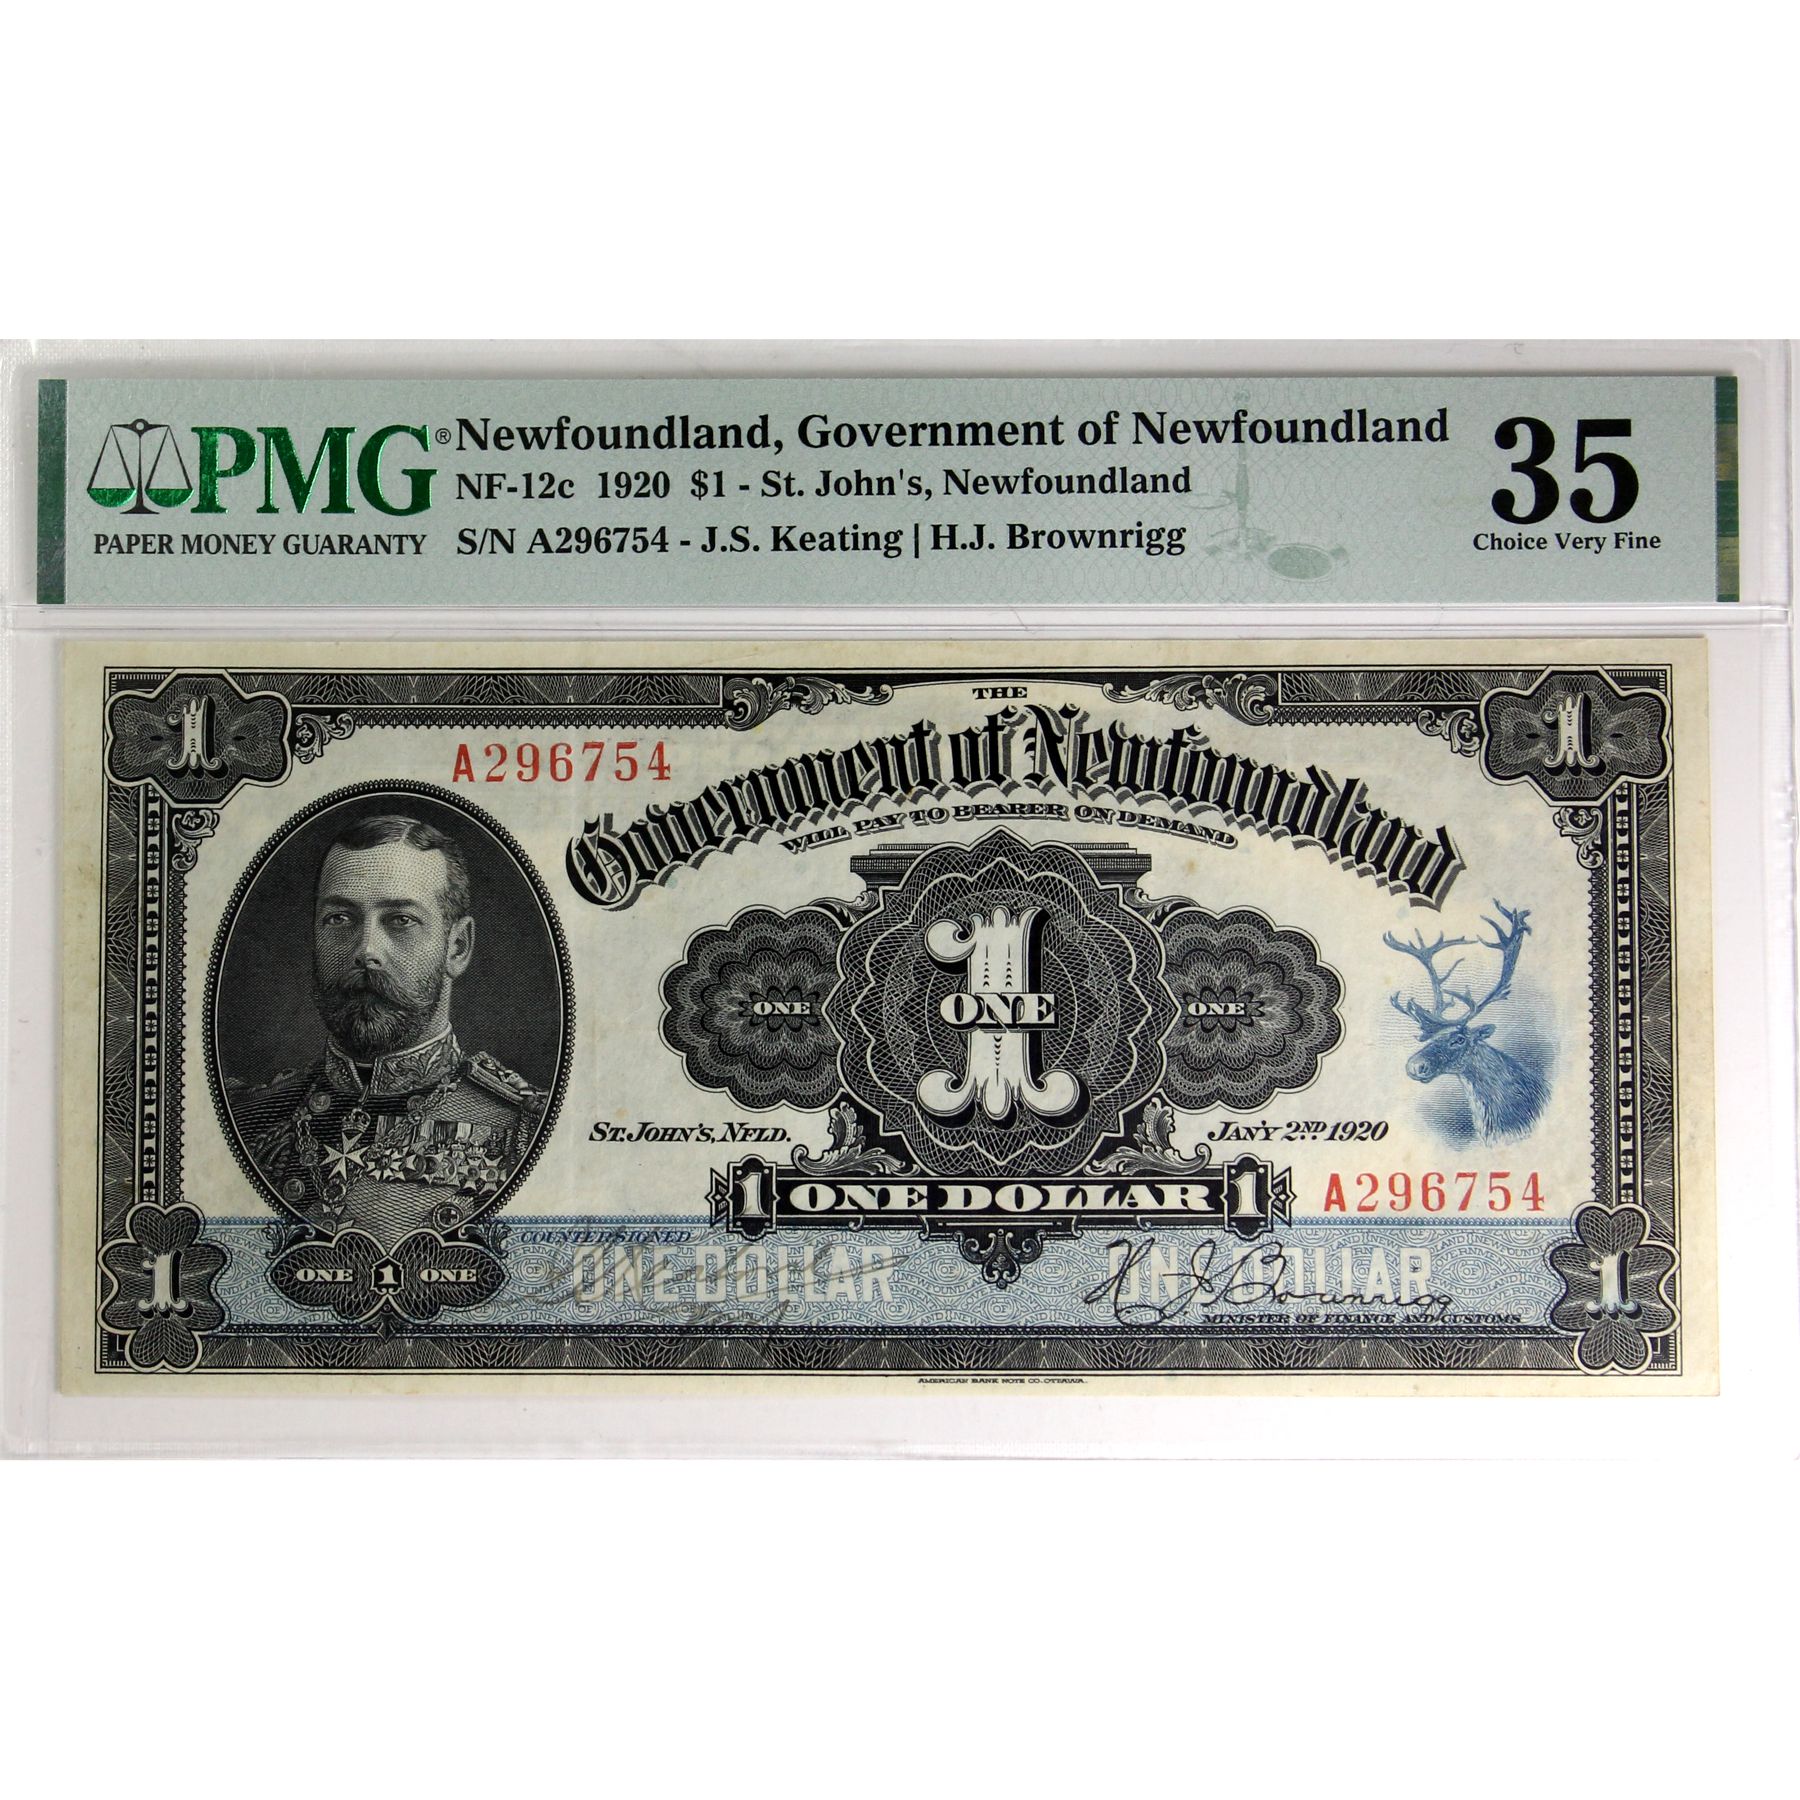 PMG®
PAPER MONEY GUARANTY
Newfoundland, Government of Newfoundland
NF-12c 1920 $1 - St. John's, Newfoundland
S/N A296754 - J.S. Keating | H.J. Brownrigg
35
Choice Very Fine
1
1
THE
Government of Newfoundland
WILL PAY TO BEARER ON DEMAND
A296754
ONE
1
ONE
ONE
ST. JOHN'S, NFLD.
JAN'Y 2ND 1920
1 ONE DOLLAR 1
A296754
COUNTERSIGNED
ONE DOLLAR
ONE DOLLAR
H J Brownrigg
MINISTER OF FINANCE AND CUSTOMS
1
ONE 1 ONE
1
AMERICAN BANK NOTE CO. OTTAWA.